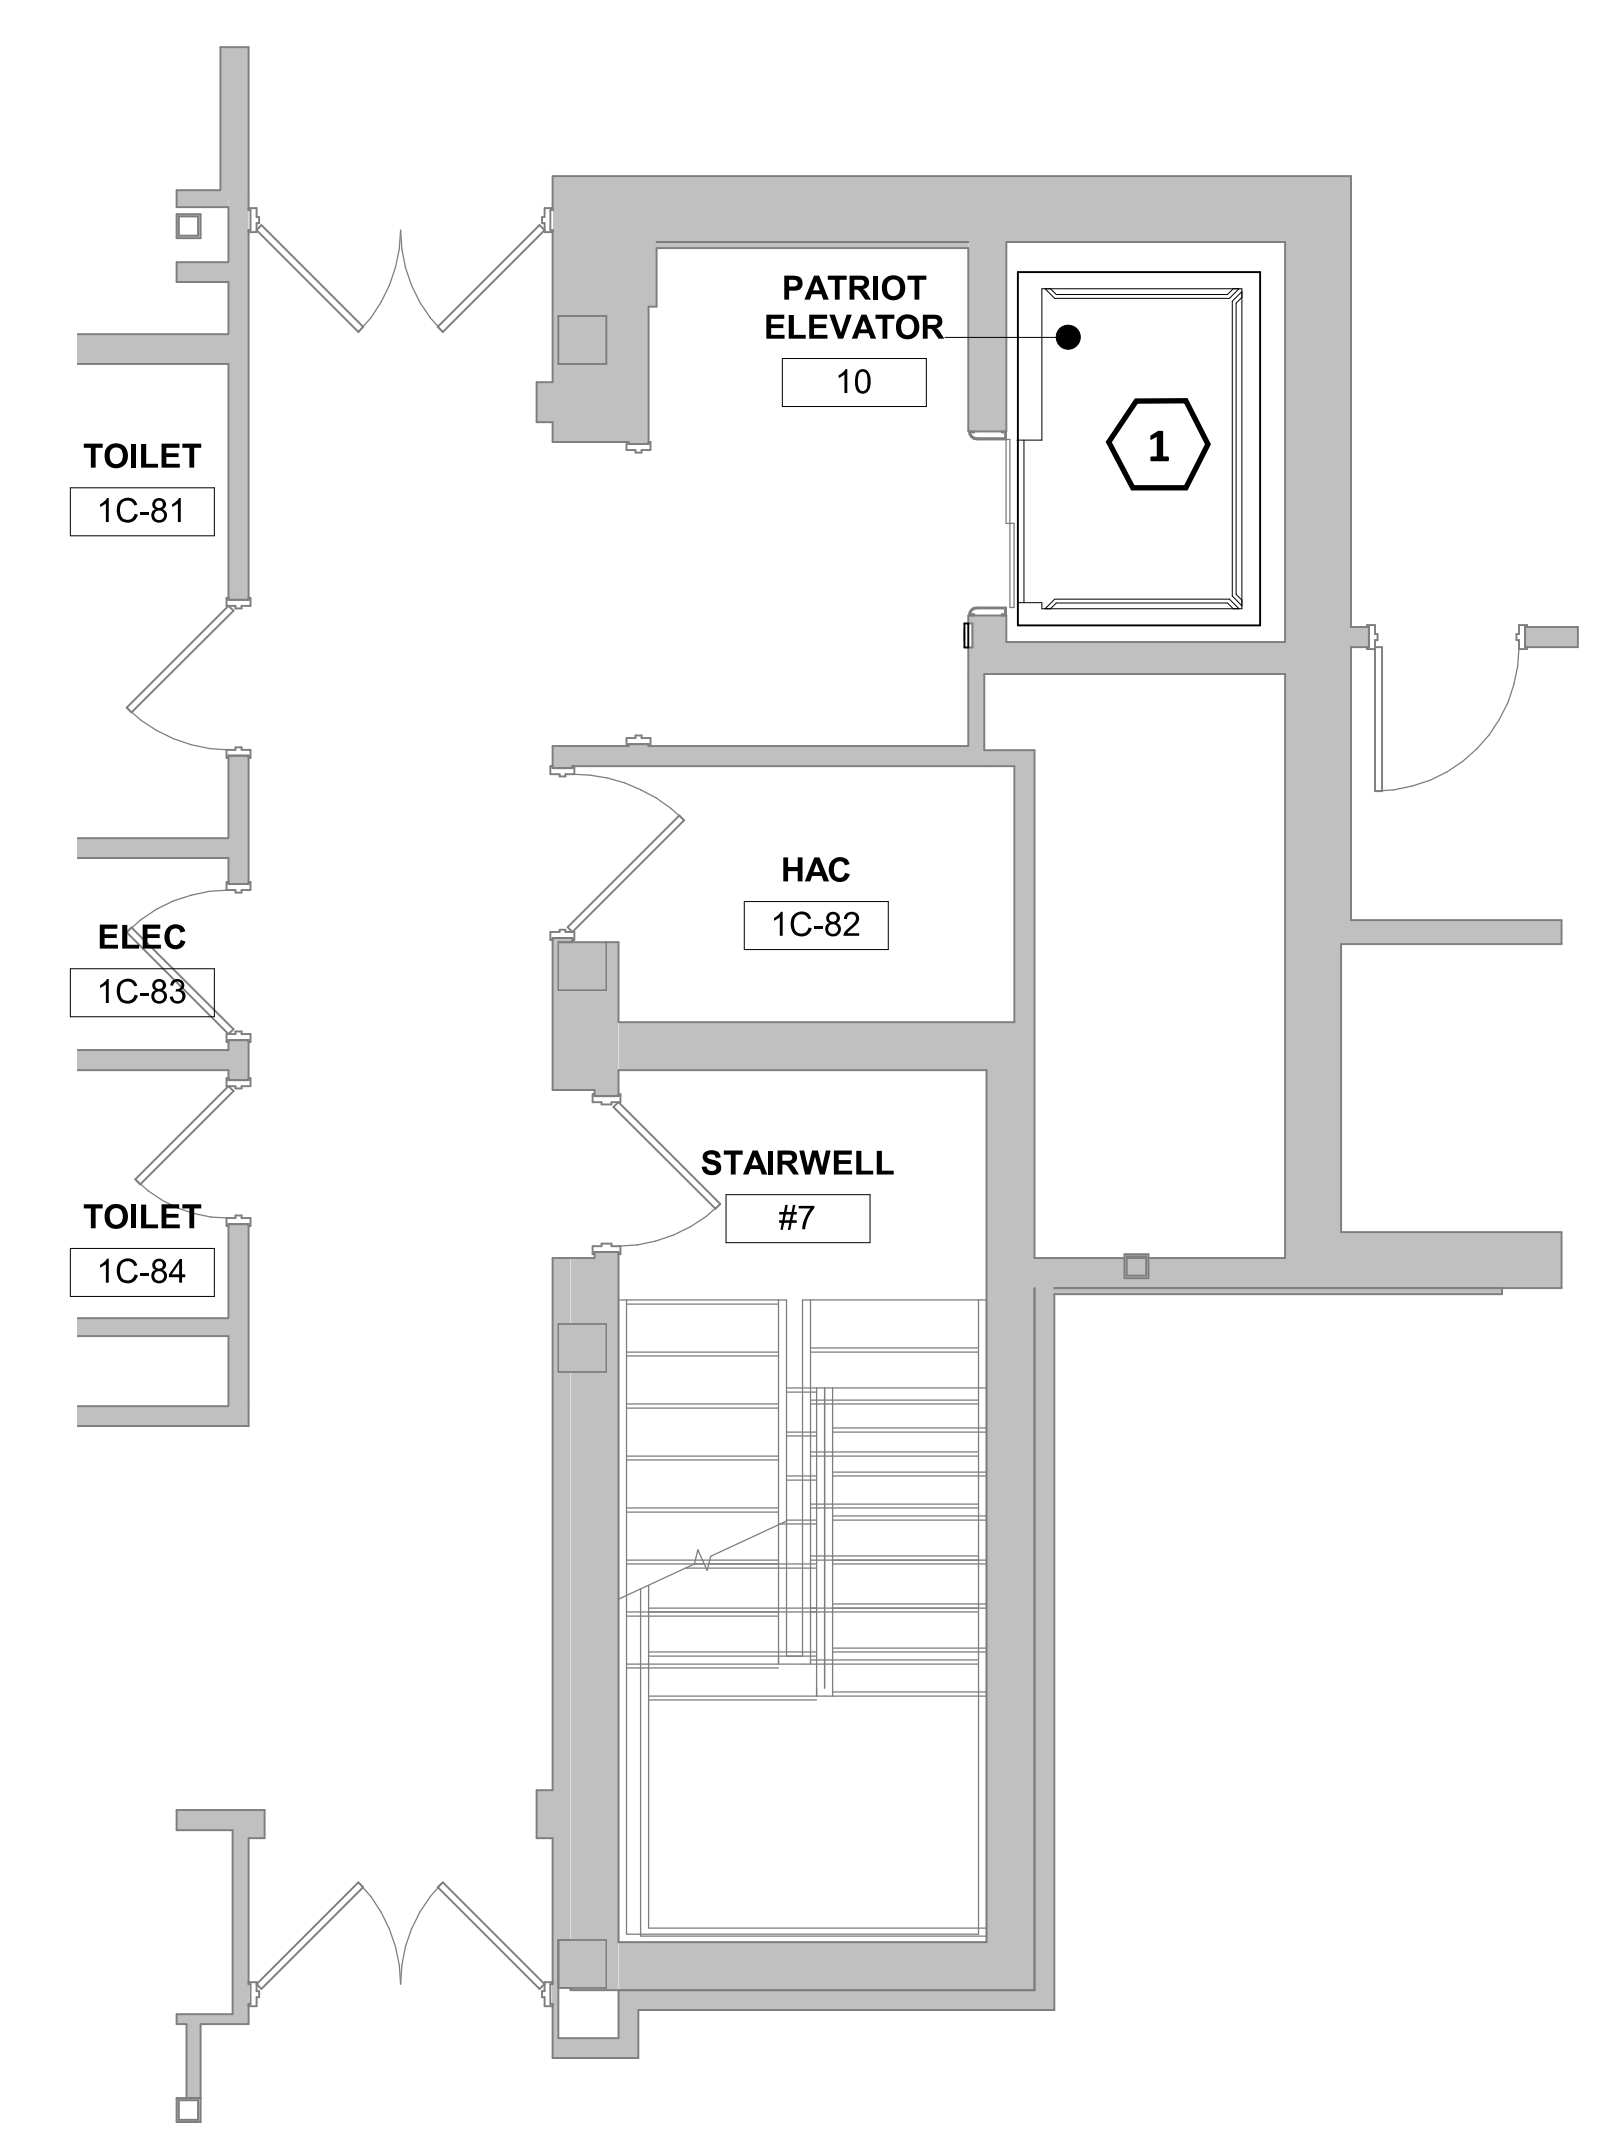 PATRIOT
ELEVATOR
10
1
TOILET
1C-81
HAC
1C-82
ELEC
1C-83
STAIRWELL
#7
TOILET
1C-84